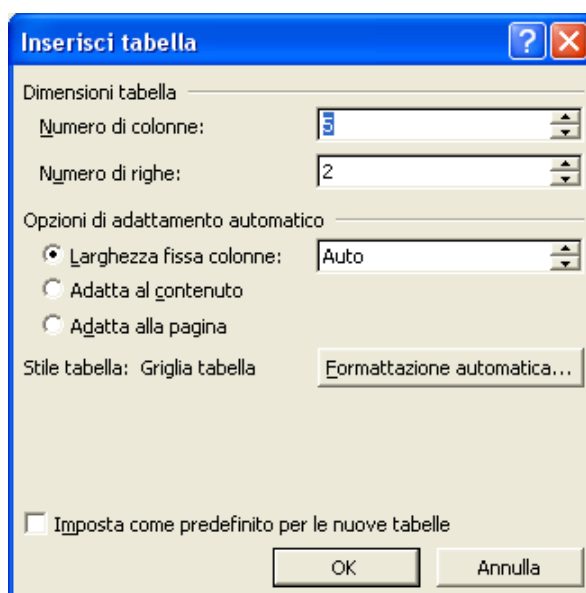 Inserisci tabella
Dimensioni tabella
Numero di colonne: 5
Numero di righe: 2
Opzioni di adattamento automatico
Larghezza fissa colonne: Auto
Adatta al contenuto
Adatta alla pagina
Stile tabella: Griglia tabella Formattazione automatica...
Imposta come predefinito per le nuove tabelle
OK Annulla